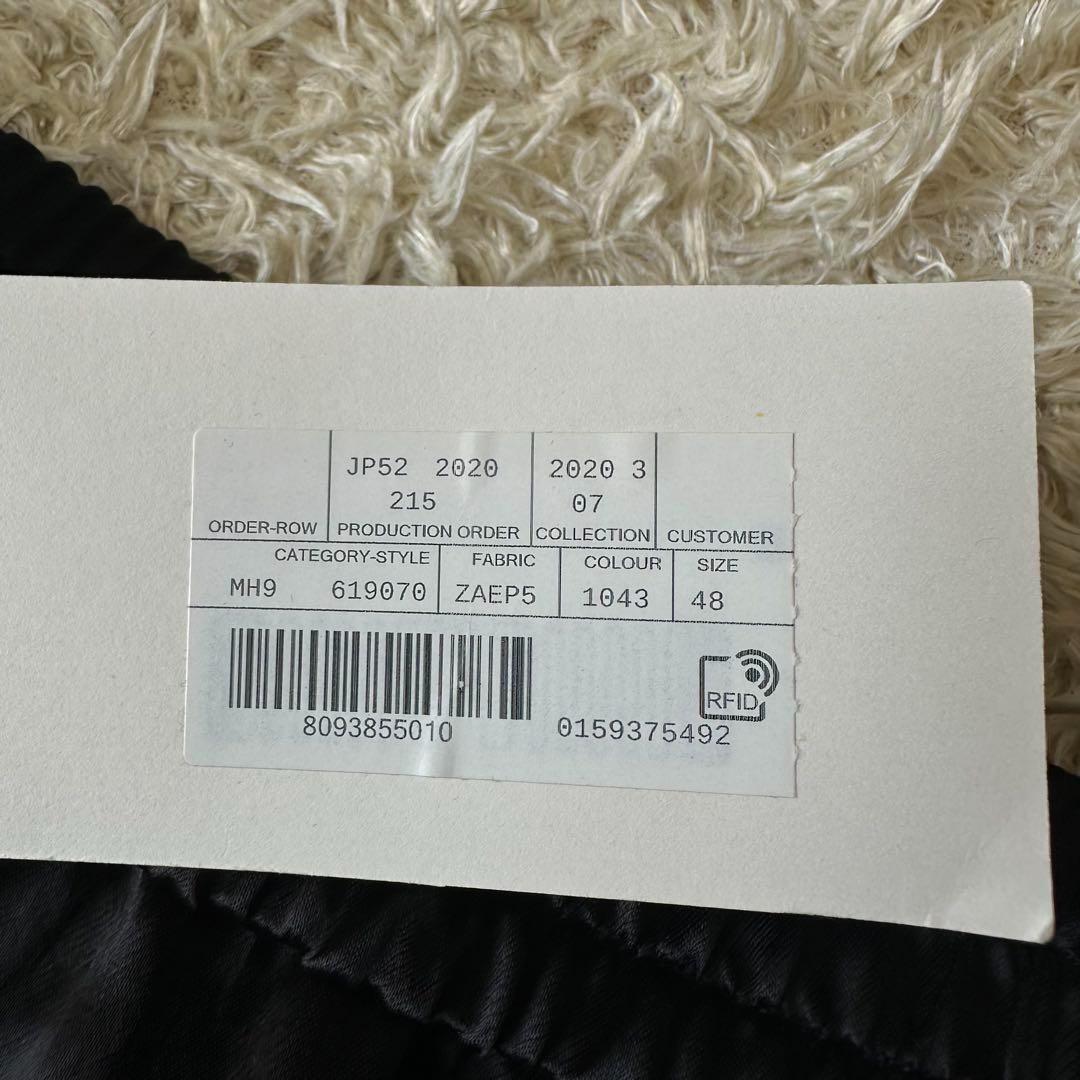 JP52 2020 2020 3
215 07
ORDER-ROW PRODUCTION ORDER COLLECTION CUSTOMER
CATEGORY-STYLE FABRIC COLOUR SIZE
MH9 619070 ZAEP5 1043 48
RFID
8093855010 0159375492